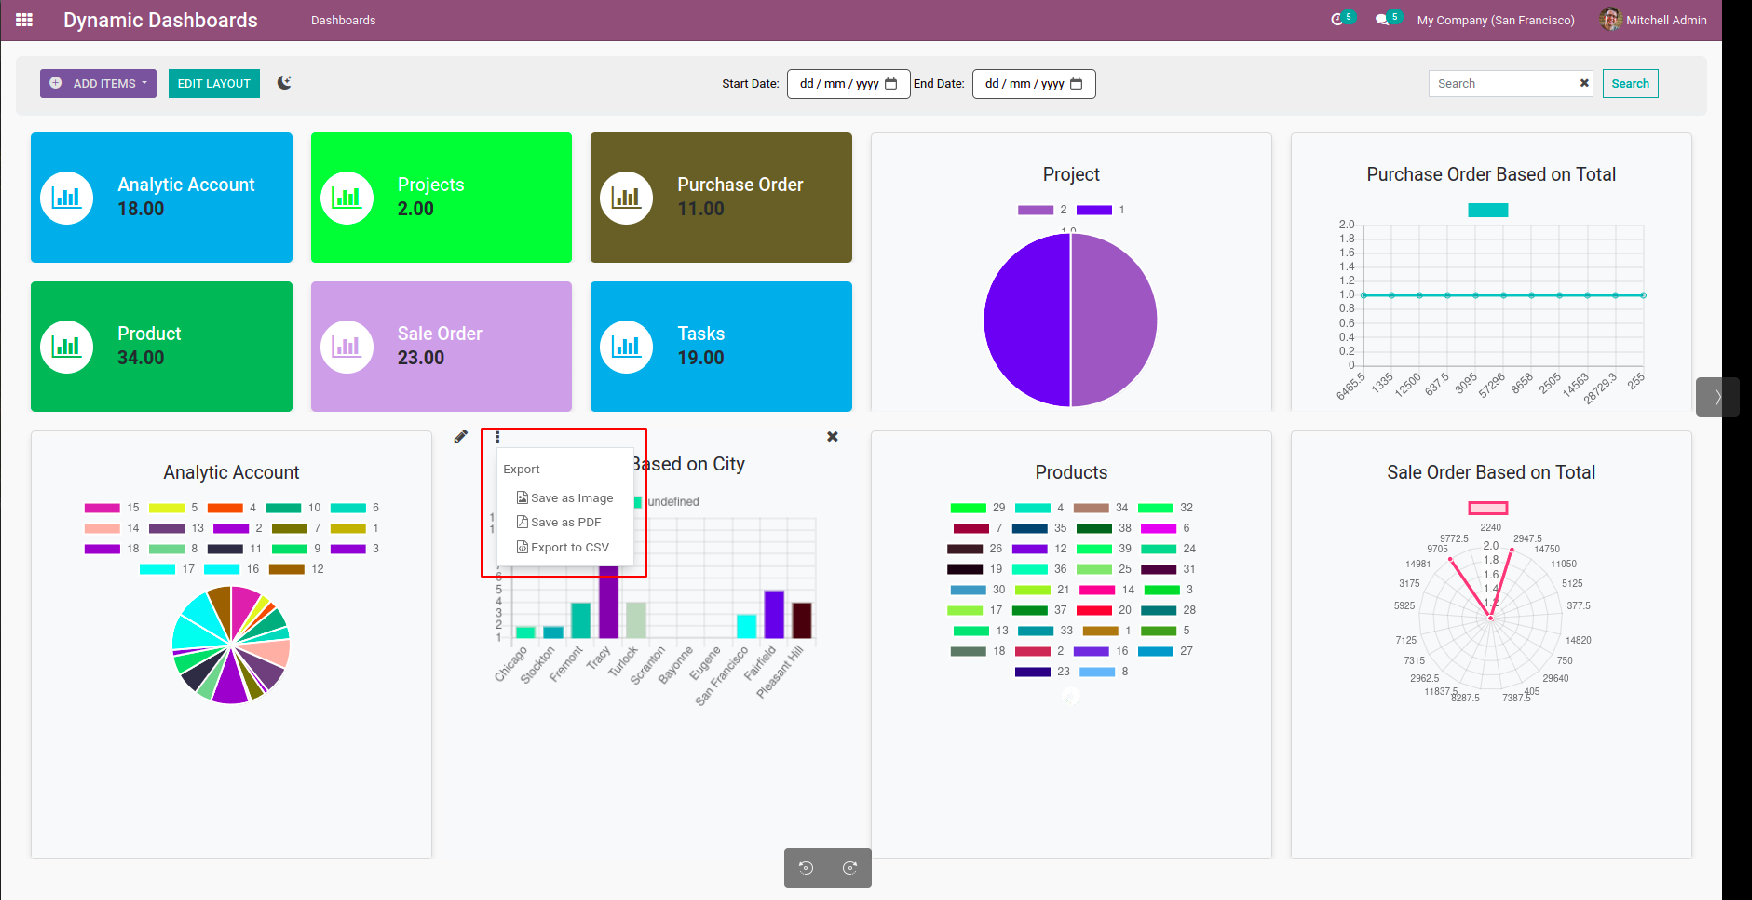 Dynamic Dashboards
Dashboards
5
5
My Company (San Francisco)
Mitchell Admin
ADD ITEMS
EDIT LAYOUT
Start Date: dd / mm / yyyy
End Date: dd / mm / yyyy
Search
Search
Analytic Account
18.00
Projects
2.00
Purchase Order
11.00
Product
34.00
Sale Order
23.00
Tasks
19.00
Project
2 1
Purchase Order Based on Total
2.0
1.8
1.6
1.4
1.2
1.0
0.8
0.6
0.4
0.2
0
6465.5 1335 12500 637.5 3095 57296 8658 2505 14563 28729.3 255
Analytic Account
15 5 4 10 6
14 13 2 7 1
18 8 11 9 3
17 16 12
Based on City
undefined
Export
Save as Image
Save as PDF
Export to CSV
5
4
3
2
1
Chicago Stockton Fremont Tracy Turlock Scranton Bayonne Eugene San Francisco Fairfield Pleasant Hill
Products
29 4 34 32
7 35 38 6
26 12 39 24
19 36 25 31
30 21 14 3
17 37 20 28
13 33 1 5
18 2 16 27
23 8
Sale Order Based on Total
2240
9772.5 2947.5
9705 2.0 14750
14981 1.8 11050
3175 1.6 5125
5925 1.4 377.5
1.2
7125 14820
7315 750
2962.5 29640
11837.5 405
8287.5 7387.5